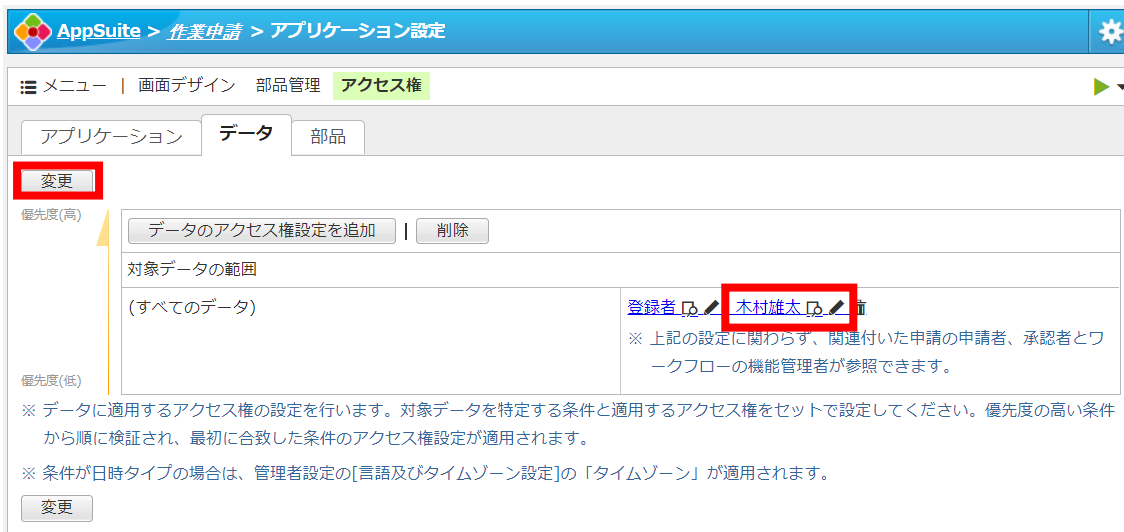 AppSuite > 作業申請 > アプリケーション設定
メニュー | 画面デザイン 部品管理 アクセス権
アプリケーション データ 部品
変更
優先度(高)
データのアクセス権設定を追加 | 削除
対象データの範囲
(すべてのデータ) 登録者 木村雄太
※ 上記の設定に関わらず、関連付いた申請の申請者、承認者とワ
ークフローの機能管理者が参照できます。
優先度(低)
※ データに適用するアクセス権の設定を行います。対象データを特定する条件と適用するアクセス権をセットで設定してください。優先度の高い条件
から順に検証され、最初に合致した条件のアクセス権設定が適用されます。
※ 条件が日時タイプの場合は、管理者設定の[言語及びタイムゾーン設定]の「タイムゾーン」が適用されます。
変更